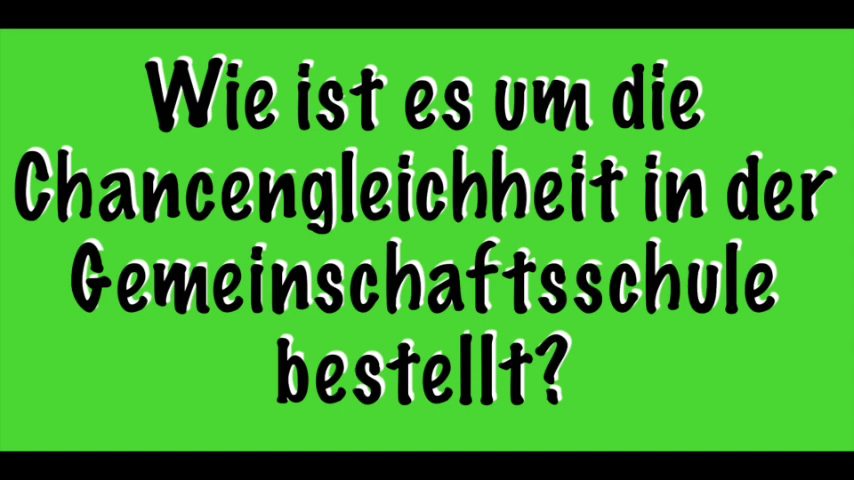 Wie ist es um die
Chancengleichheit in der
Gemeinschaftsschule
bestellt?